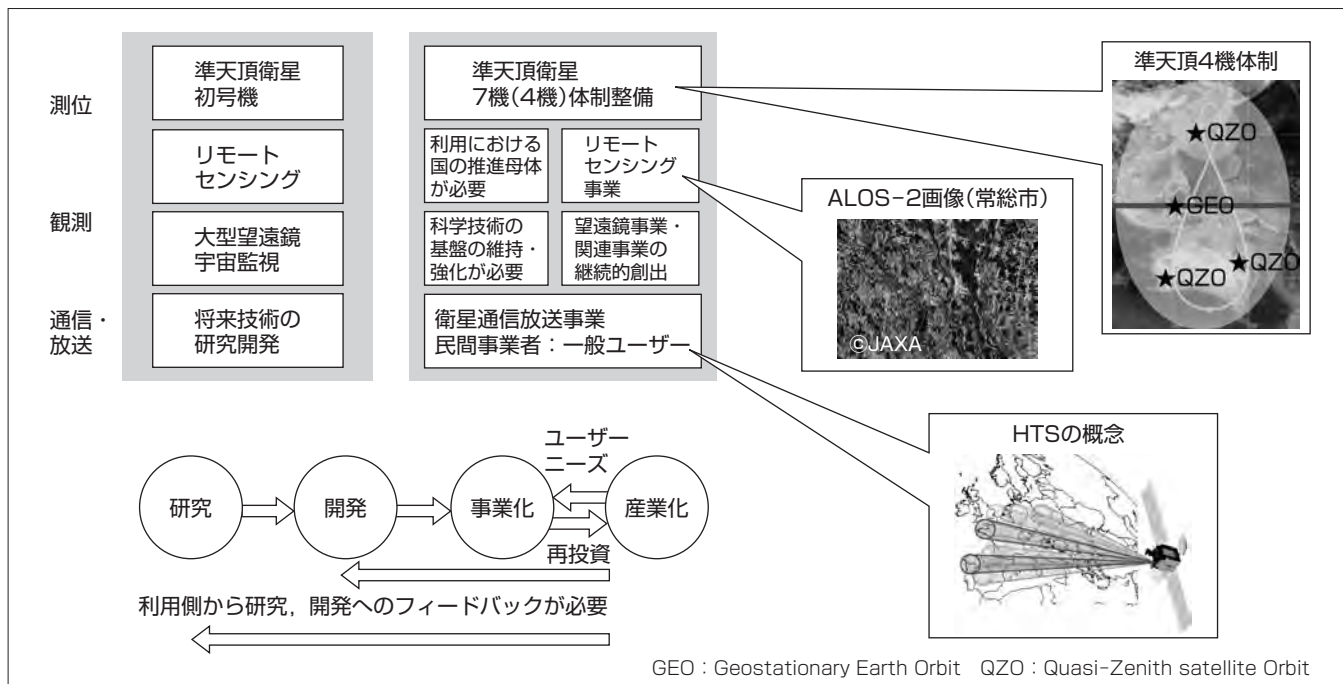 測位
準天頂衛星
初号機
準天頂衛星
7機(4機)体制整備
準天頂4機体制
★QZO
★GEO
★QZO
★QZO
観測
リモート
センシング
利用における
国の推進母体
が必要
リモート
センシング
事業
ALOS-2画像(常総市)
©JAXA
大型望遠鏡
宇宙監視
科学技術の
基盤の維持・
強化が必要
望遠鏡事業・
関連事業の
継続的創出
通信・
放送
将来技術の
研究開発
衛星通信放送事業
民間事業者：一般ユーザー
HTSの概念
ユーザー
ニーズ
研究
開発
事業化
産業化
再投資
利用側から研究，開発へのフィードバックが必要
GEO：Geostationary Earth Orbit　QZO：Quasi-Zenith satellite Orbit